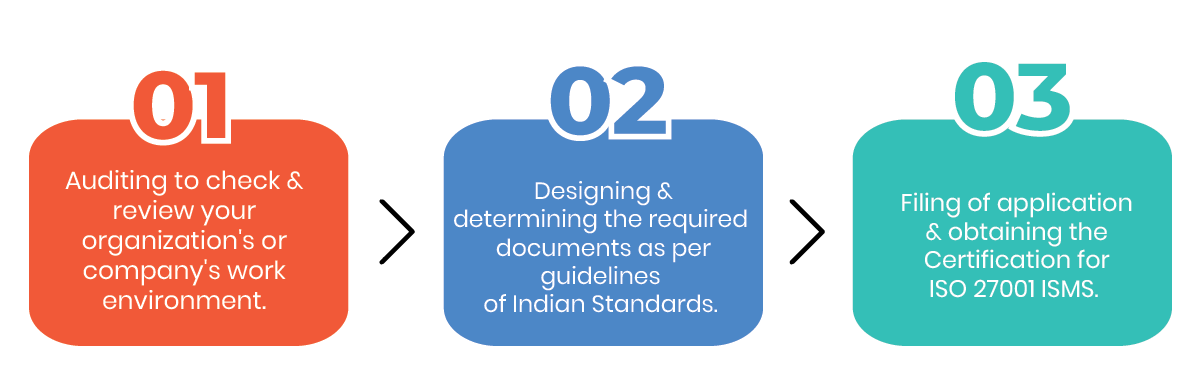 01
Auditing to check &
review your
organization's or
company's work
environment.
02
Designing &
determining the required
documents as per
guidelines
of Indian Standards.
03
Filing of application
& obtaining the
Certification for
ISO 27001 ISMS.